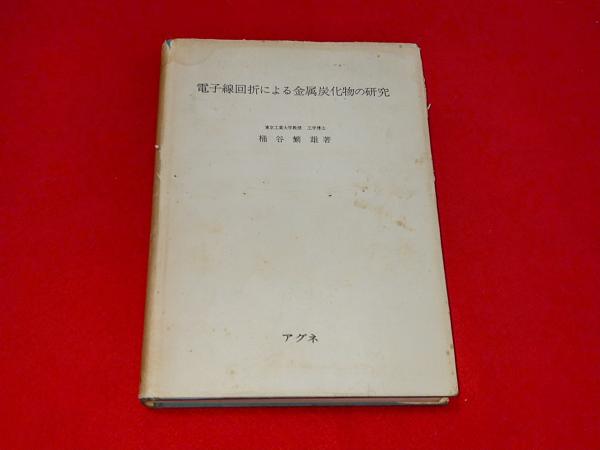 電子線回折による金属炭化物の研究
東京工業大学教授 工学博士
桶谷繁雄著
アグネ